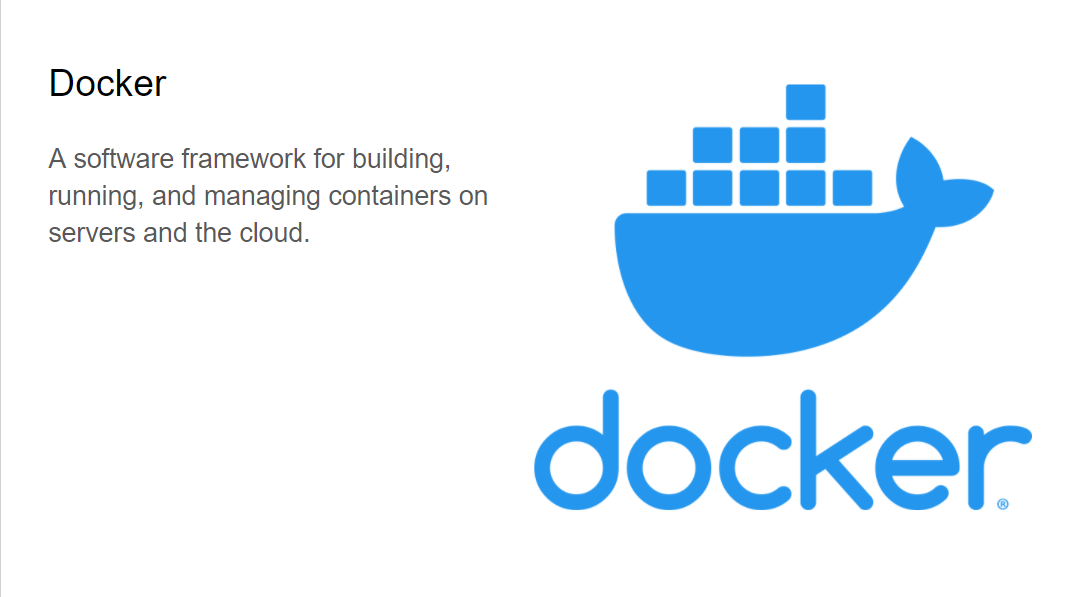 Docker
A software framework for building,
running, and managing containers on
servers and the cloud.
docker®